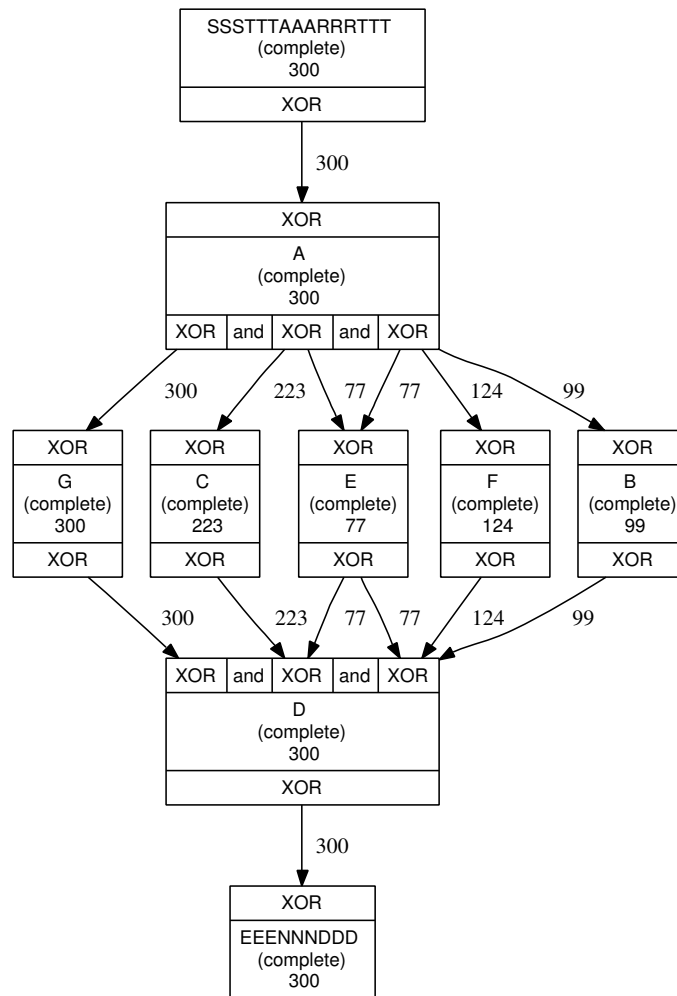 SSSTTTAAARRRTTT
(complete)
300
XOR
300
XOR
A
(complete)
300
XOR and XOR and XOR
300 223 77 77 124 99
XOR XOR XOR XOR XOR
G C E F B
(complete) (complete) (complete) (complete) (complete)
300 223 77 124 99
XOR XOR XOR XOR XOR
300 223 77 77 124 99
XOR and XOR and XOR
D
(complete)
300
XOR
300
XOR
EEENNNDDD
(complete)
300